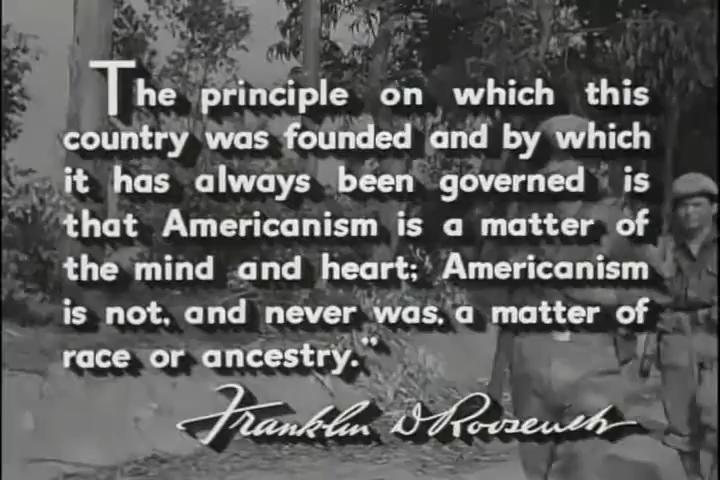 The principle on which this
country was founded and by which
it has always been governed is
that Americanism is a matter of
the mind and heart; Americanism
is not, and never was, a matter of
race or ancestry."
Franklin D Roosevelt